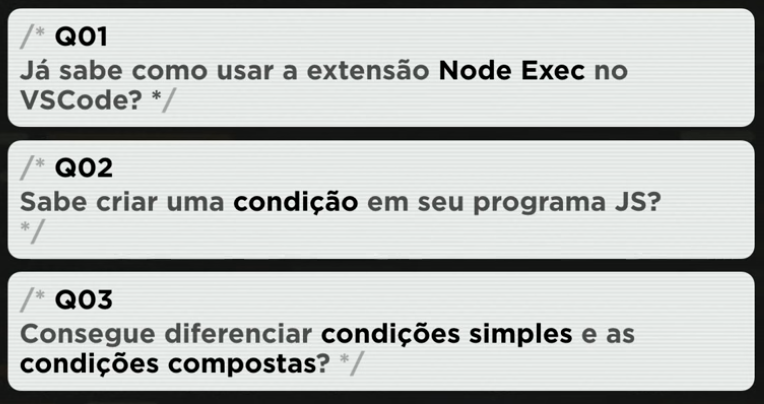 /* Q01
Já sabe como usar a extensão Node Exec no
VSCode? */
/* Q02
Sabe criar uma condição em seu programa JS?
*/
/* Q03
Consegue diferenciar condições simples e as
condições compostas? */